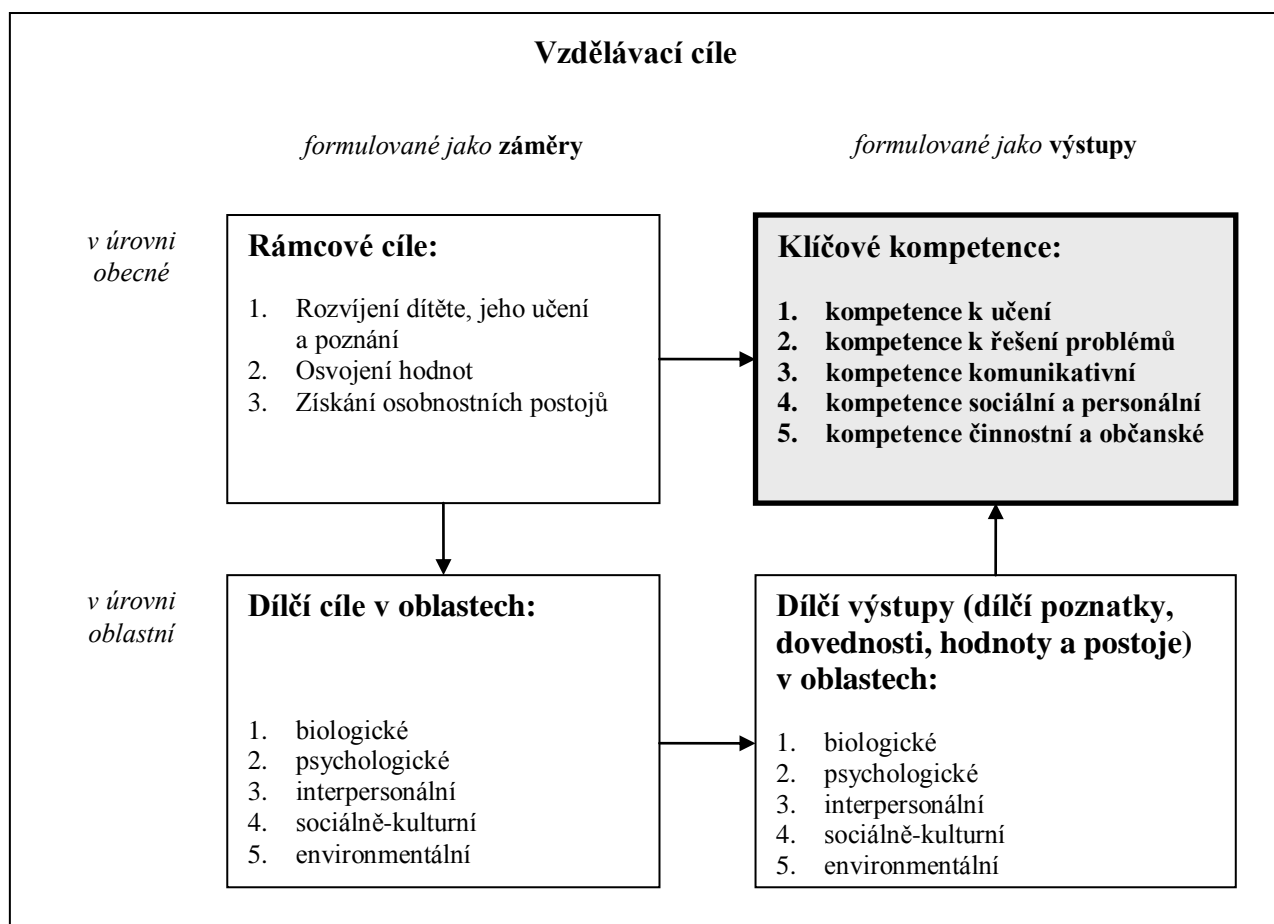 Vzdělávací cíle
formulované jako záměry
formulované jako výstupy
v úrovni
obecné
Rámcové cíle:
1. Rozvíjení dítěte, jeho učení
a poznání
2. Osvojení hodnot
3. Získání osobnostních postojů
Klíčové kompetence:
1. kompetence k učení
2. kompetence k řešení problémů
3. kompetence komunikativní
4. kompetence sociální a personální
5. kompetence činnostní a občanské
v úrovni
oblastní
Dílčí cíle v oblastech:
1. biologické
2. psychologické
3. interpersonální
4. sociálně-kulturní
5. environmentální
Dílčí výstupy (dílčí poznatky,
dovednosti, hodnoty a postoje)
v oblastech:
1. biologické
2. psychologické
3. interpersonální
4. sociálně-kulturní
5. environmentální